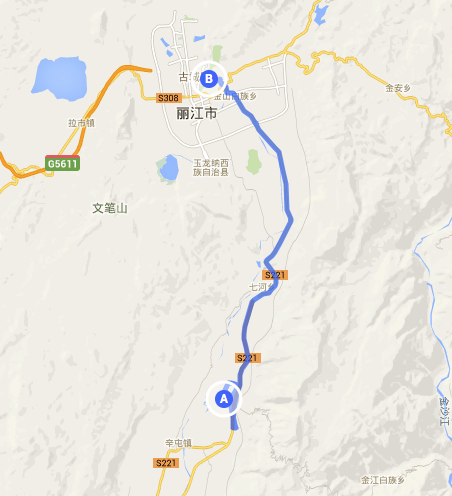 金安乡
古
B
S308
金山白族乡
丽江市
拉市镇
G5611
玉龙纳西
族自治县
文笔山
S221
七河乡
S221
A
金沙江
辛屯镇
S221
金江白族乡